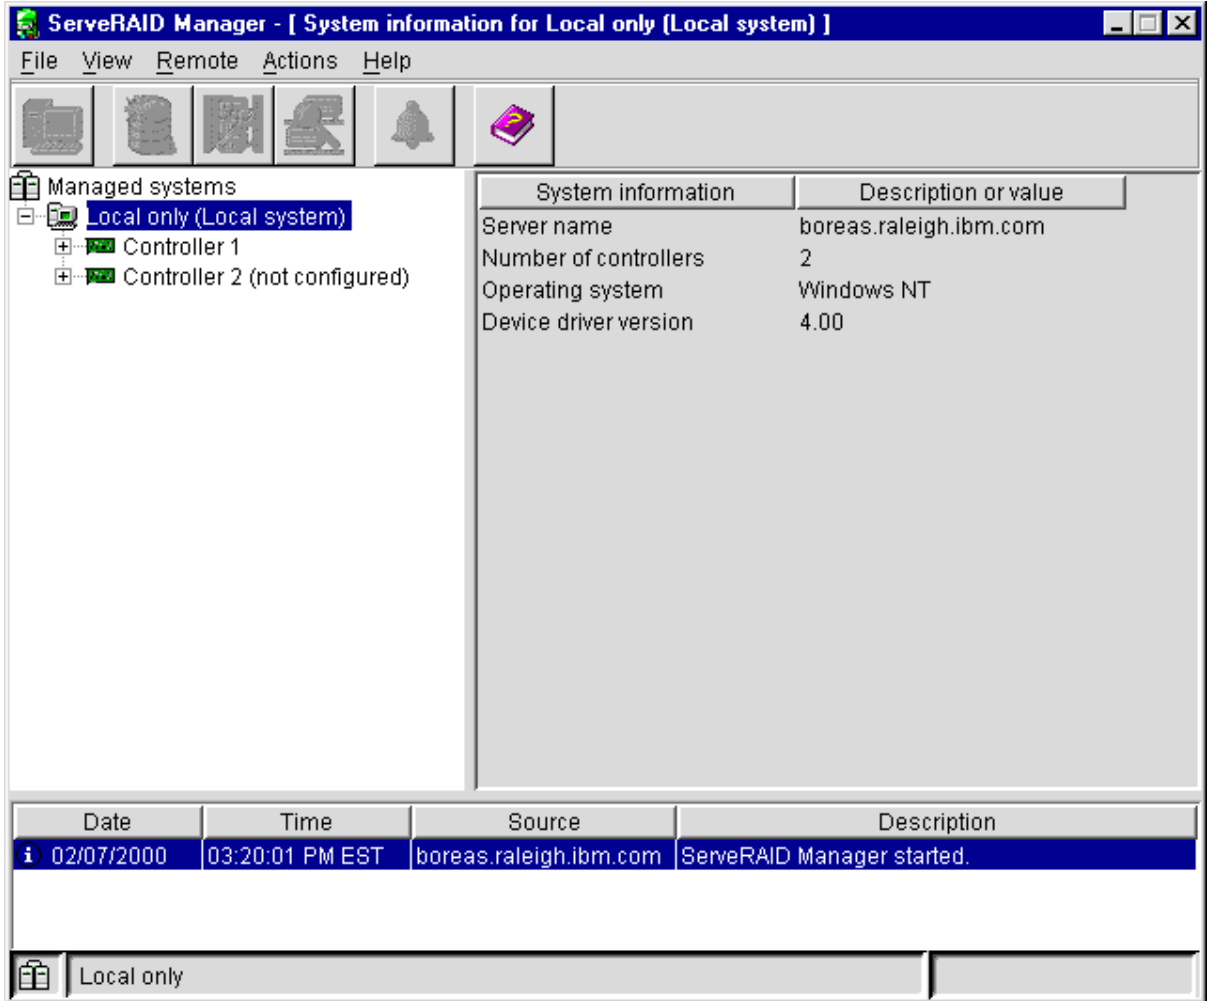 ServeRAID Manager - [ System information for Local only (Local system) ]
File View Remote Actions Help
Managed systems
Local only (Local system)
Controller 1
Controller 2 (not configured)
System information Description or value
Server name boreas.raleigh.ibm.com
Number of controllers 2
Operating system Windows NT
Device driver version 4.00
Date Time Source Description
02/07/2000 03:20:01 PM EST boreas.raleigh.ibm.com ServeRAID Manager started.
Local only